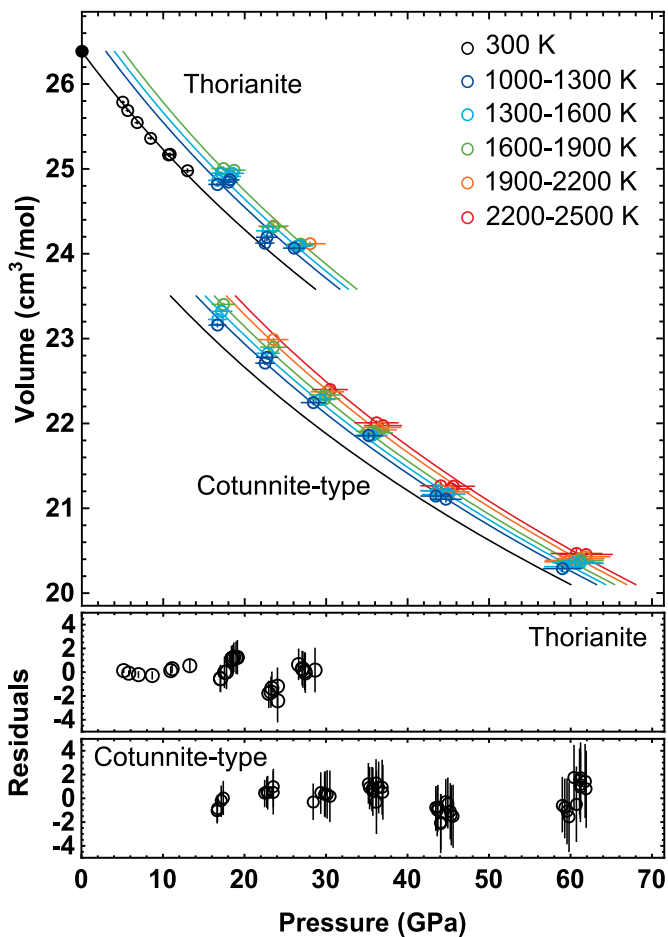 26
25
24
23
22
21
20
Volume (cm³/mol)
Thorianite
Cotunnite-type
300 K
1000-1300 K
1300-1600 K
1600-1900 K
1900-2200 K
2200-2500 K
4
2
0
-2
-4
Thorianite
4
2
0
-2
-4
Cotunnite-type
Residuals
0 10 20 30 40 50 60 70
Pressure (GPa)